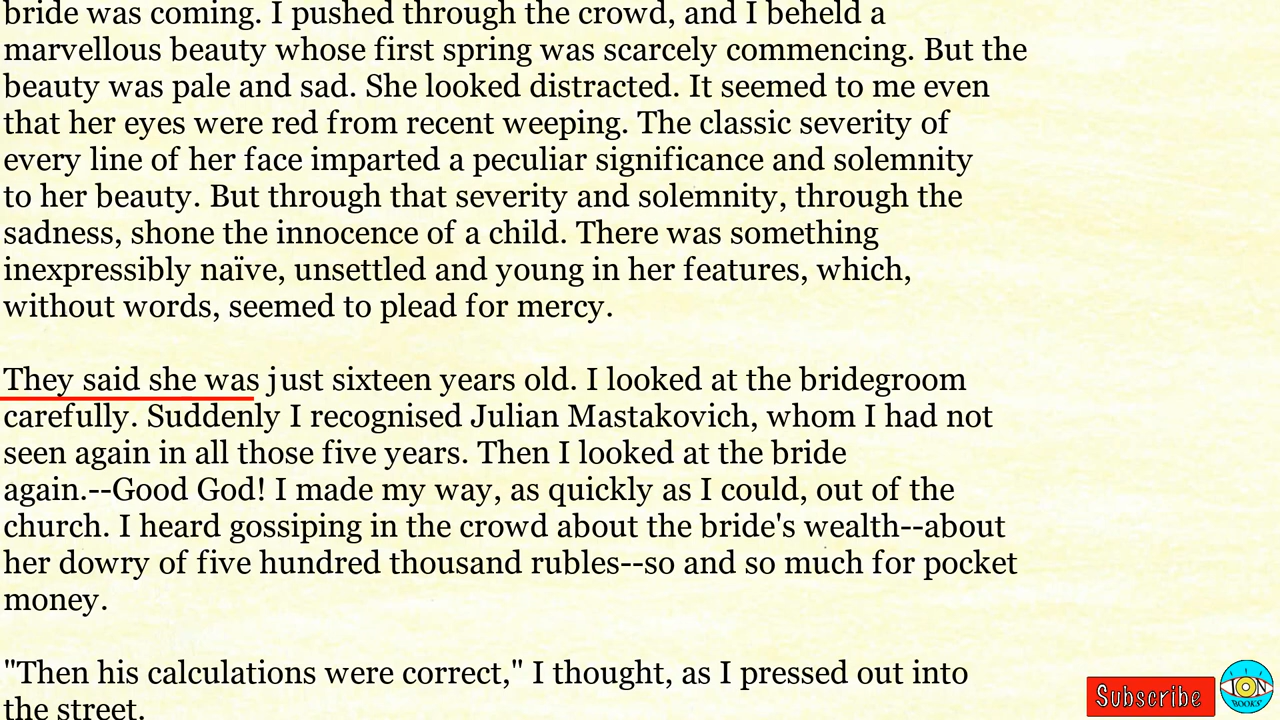 bride was coming. I pushed through the crowd, and I beheld a
marvellous beauty whose first spring was scarcely commencing. But the
beauty was pale and sad. She looked distracted. It seemed to me even
that her eyes were red from recent weeping. The classic severity of
every line of her face imparted a peculiar significance and solemnity
to her beauty. But through that severity and solemnity, through the
sadness, shone the innocence of a child. There was something
inexpressibly naïve, unsettled and young in her features, which,
without words, seemed to plead for mercy.
They said she was just sixteen years old. I looked at the bridegroom
carefully. Suddenly I recognised Julian Mastakovich, whom I had not
seen again in all those five years. Then I looked at the bride
again.--Good God! I made my way, as quickly as I could, out of the
church. I heard gossiping in the crowd about the bride's wealth--about
her dowry of five hundred thousand rubles--so and so much for pocket
money.
"Then his calculations were correct," I thought, as I pressed out into
the street.
Subscribe
ION
BOOKS